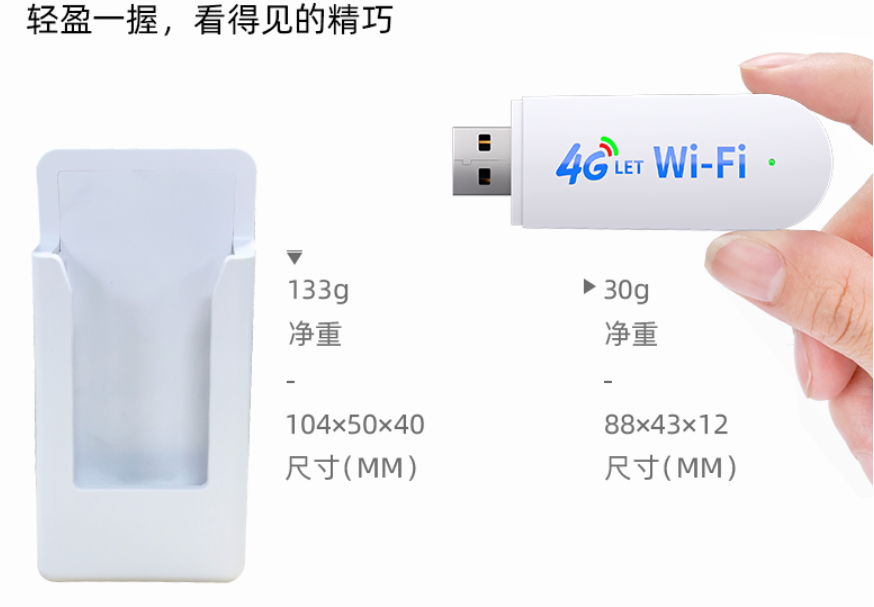 轻盈一握，看得见的精巧
4G LET Wi-Fi
133g
净重
-
104×50×40
尺寸(MM)
30g
净重
-
88×43×12
尺寸(MM)